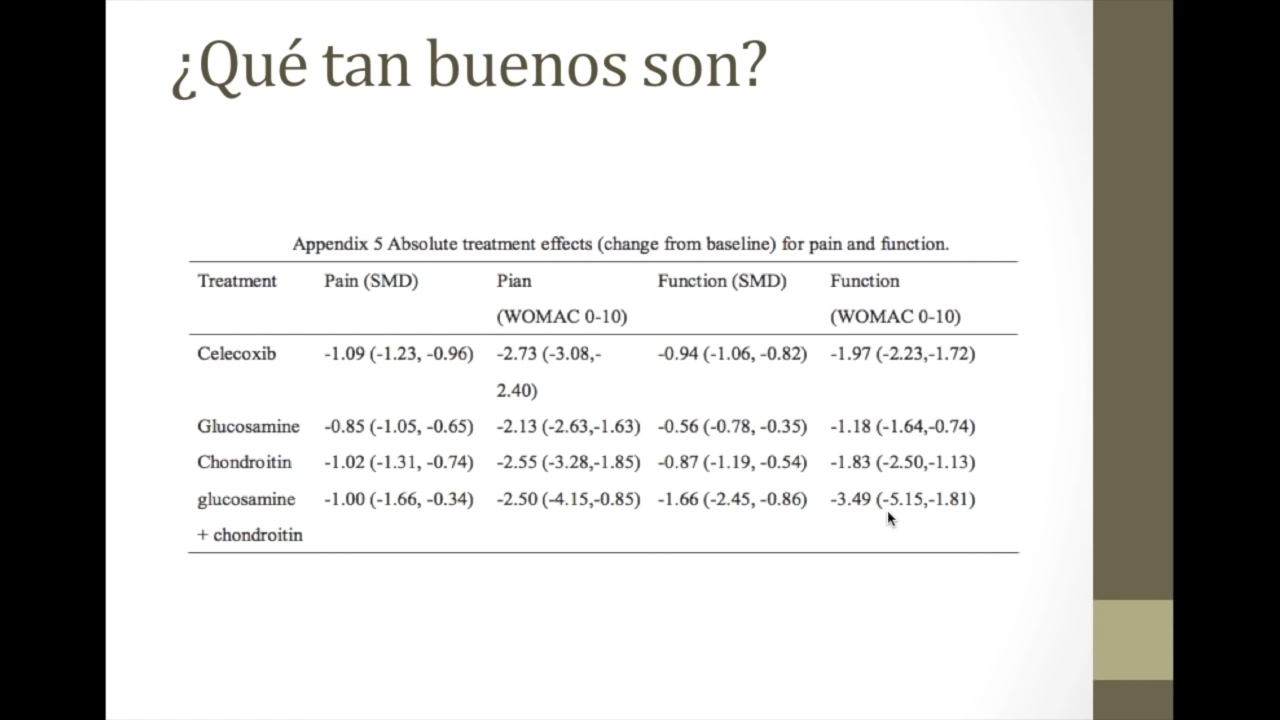 ¿Qué tan buenos son?
Appendix 5 Absolute treatment effects (change from baseline) for pain and function.
Treatment Pain (SMD) Pian Function (SMD) Function
(WOMAC 0-10) (WOMAC 0-10)
Celecoxib -1.09 (-1.23, -0.96) -2.73 (-3.08,- -0.94 (-1.06, -0.82) -1.97 (-2.23,-1.72)
2.40)
Glucosamine -0.85 (-1.05, -0.65) -2.13 (-2.63,-1.63) -0.56 (-0.78, -0.35) -1.18 (-1.64,-0.74)
Chondroitin -1.02 (-1.31, -0.74) -2.55 (-3.28,-1.85) -0.87 (-1.19, -0.54) -1.83 (-2.50,-1.13)
glucosamine -1.00 (-1.66, -0.34) -2.50 (-4.15,-0.85) -1.66 (-2.45, -0.86) -3.49 (-5.15,-1.81)
+ chondroitin